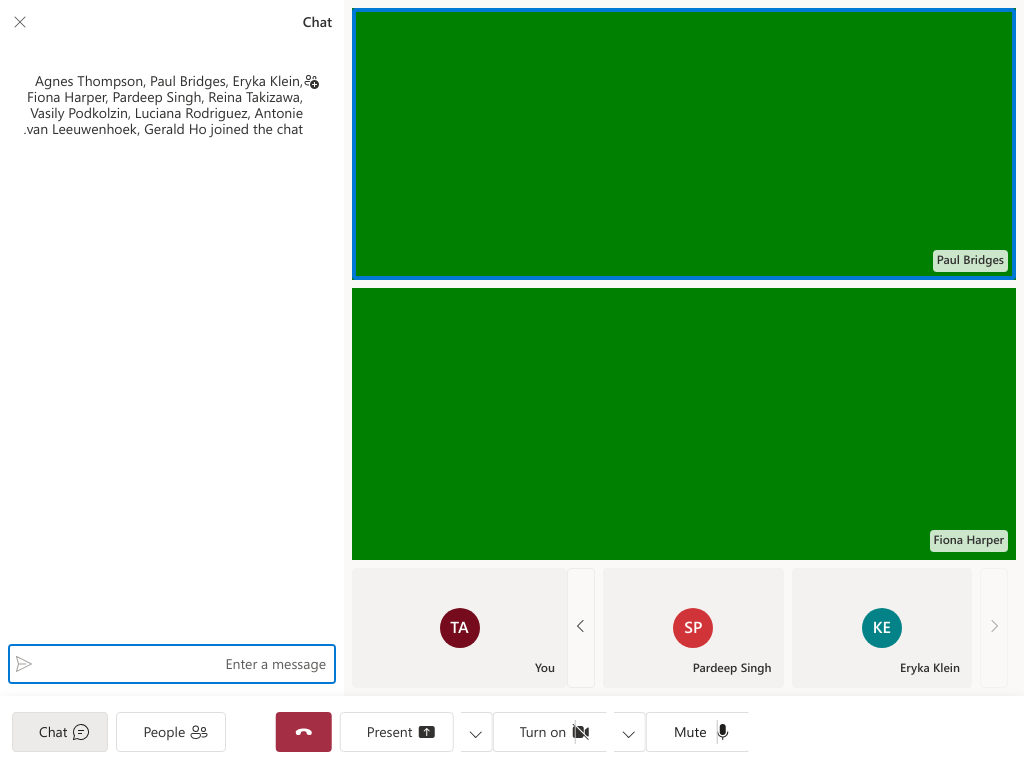 Chat
Agnes Thompson, Paul Bridges, Eryka Klein,
Fiona Harper, Pardeep Singh, Reina Takizawa,
Vasily Podkolzin, Luciana Rodriguez, Antonie
.van Leeuwenhoek, Gerald Ho joined the chat
Paul Bridges
Fiona Harper
TA
You
SP
Pardeep Singh
KE
Eryka Klein
Enter a message
Chat
People
Present
Turn on
Mute